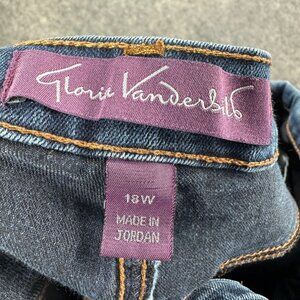 Gloria Vanderbilt
18W
MADE IN
JORDAN